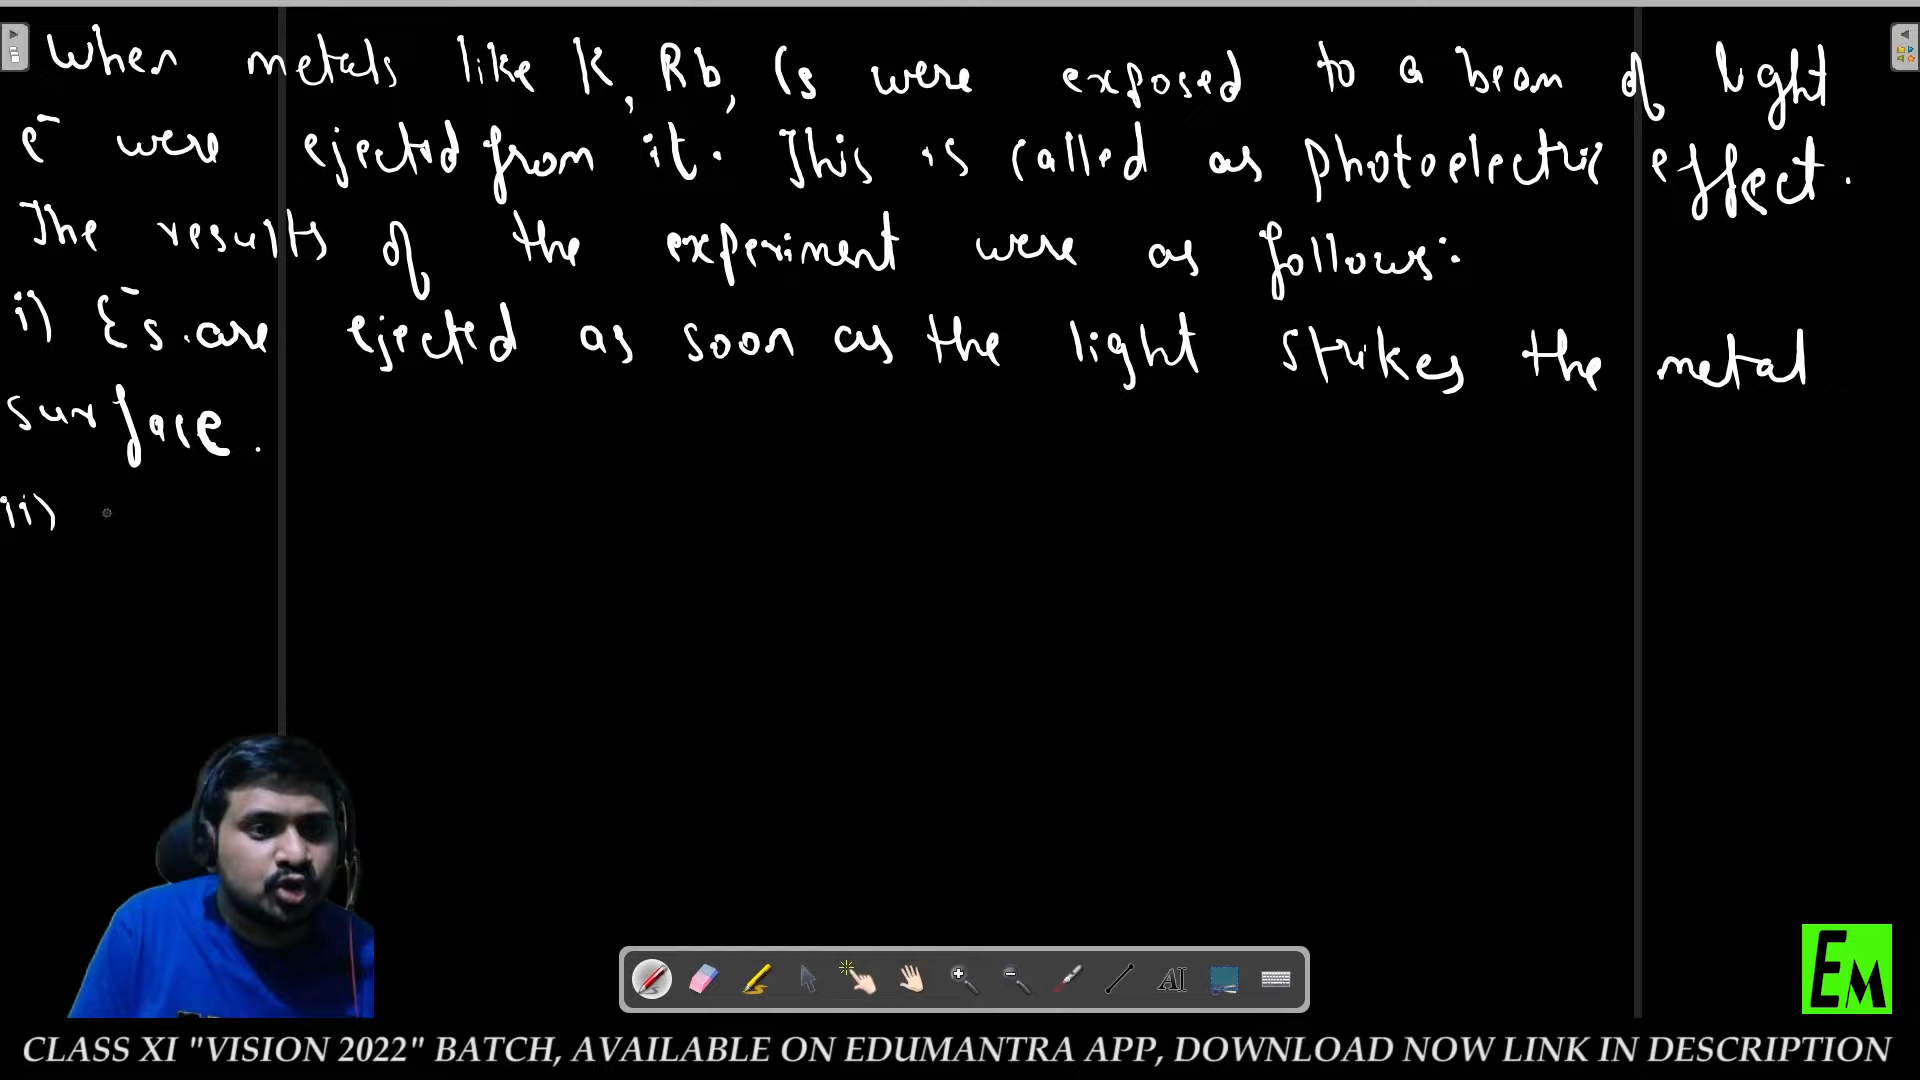 When metals like K, Rb, Cs were exposed to a beam of light
e⁻ were ejected from it. This is called as photoelectric effect.
The results of the experiment were as follows:
i) E⁻s are ejected as soon as the light strikes the metal
surface.
ii)
AI
EM
CLASS XI "VISION 2022" BATCH, AVAILABLE ON EDUMANTRA APP, DOWNLOAD NOW LINK IN DESCRIPTION